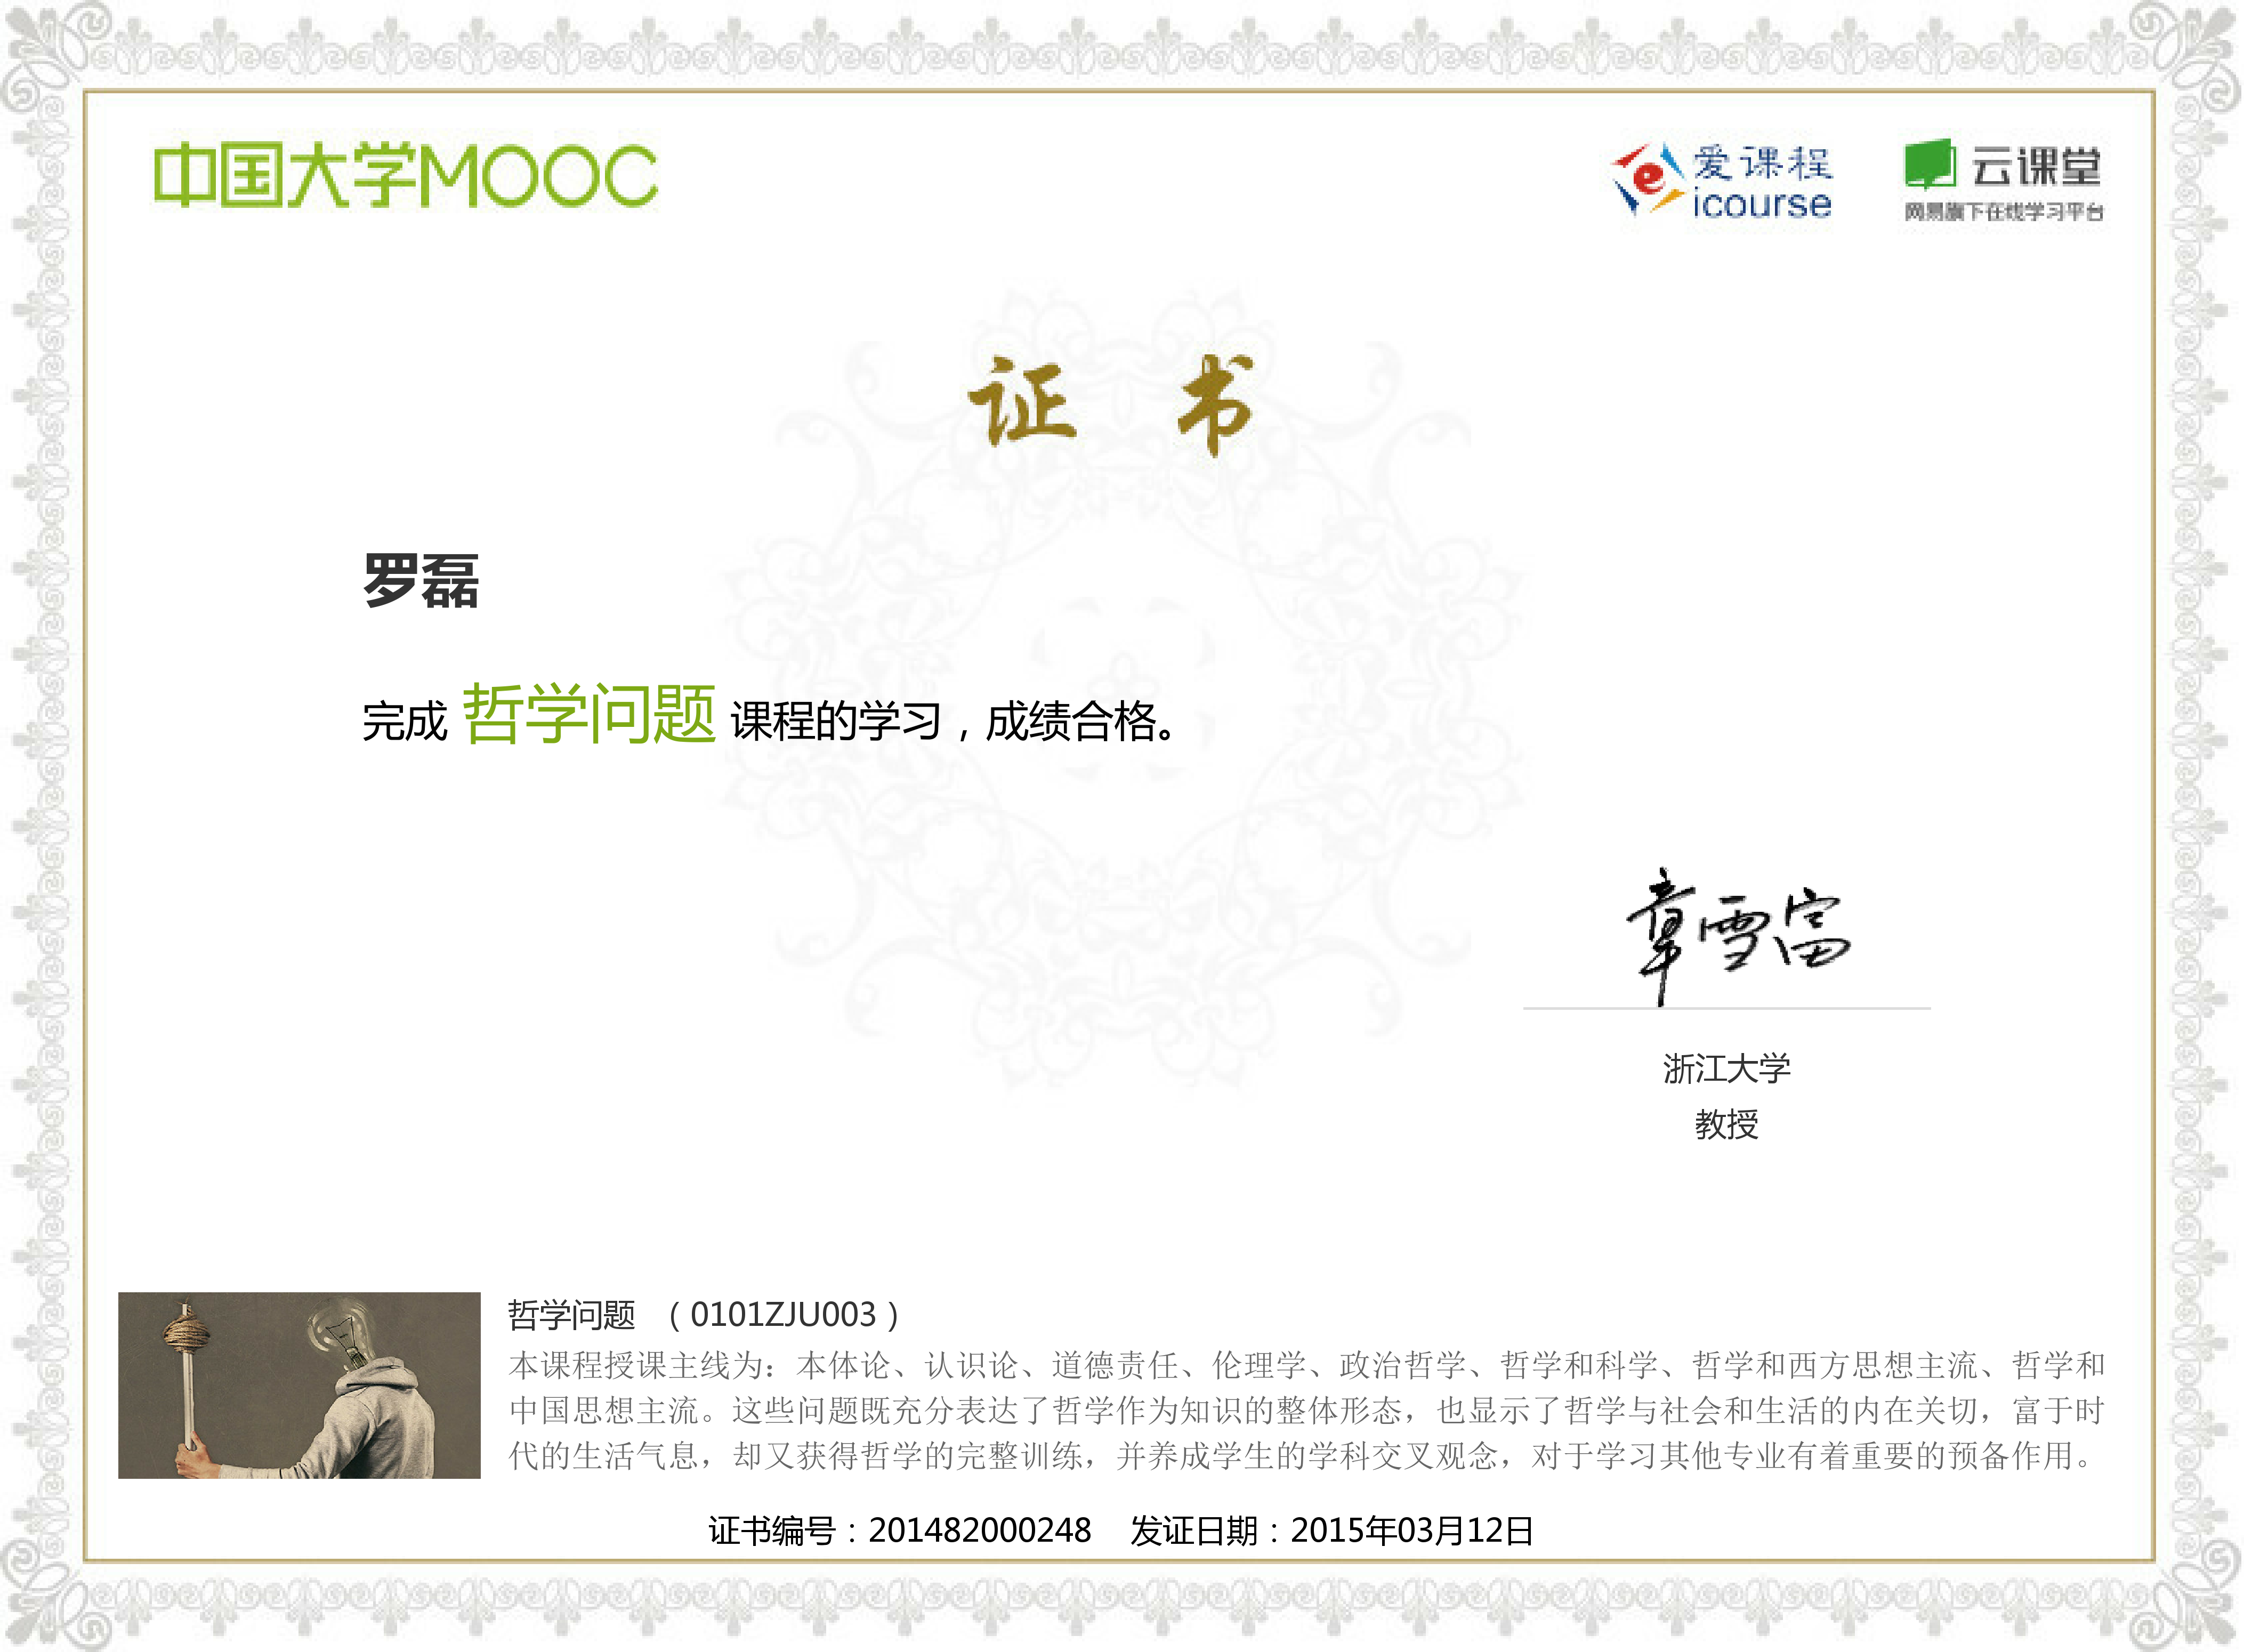 中国大学MOOC
爱课程
icourse
云课堂
网易旗下在线学习平台
证 书
罗磊
完成 哲学问题 课程的学习，成绩合格。
章雪富
浙江大学
教授
哲学问题 （0101ZJU003）
本课程授课主线为：本体论、认识论、道德责任、伦理学、政治哲学、哲学和科学、哲学和西方思想主流、哲学和
中国思想主流。这些问题既充分表达了哲学作为知识的整体形态，也显示了哲学与社会和生活的内在关切，富于时
代的生活气息，却又获得哲学的完整训练，并养成学生的学科交叉观念，对于学习其他专业有着重要的预备作用。
证书编号：201482000248 发证日期：2015年03月12日